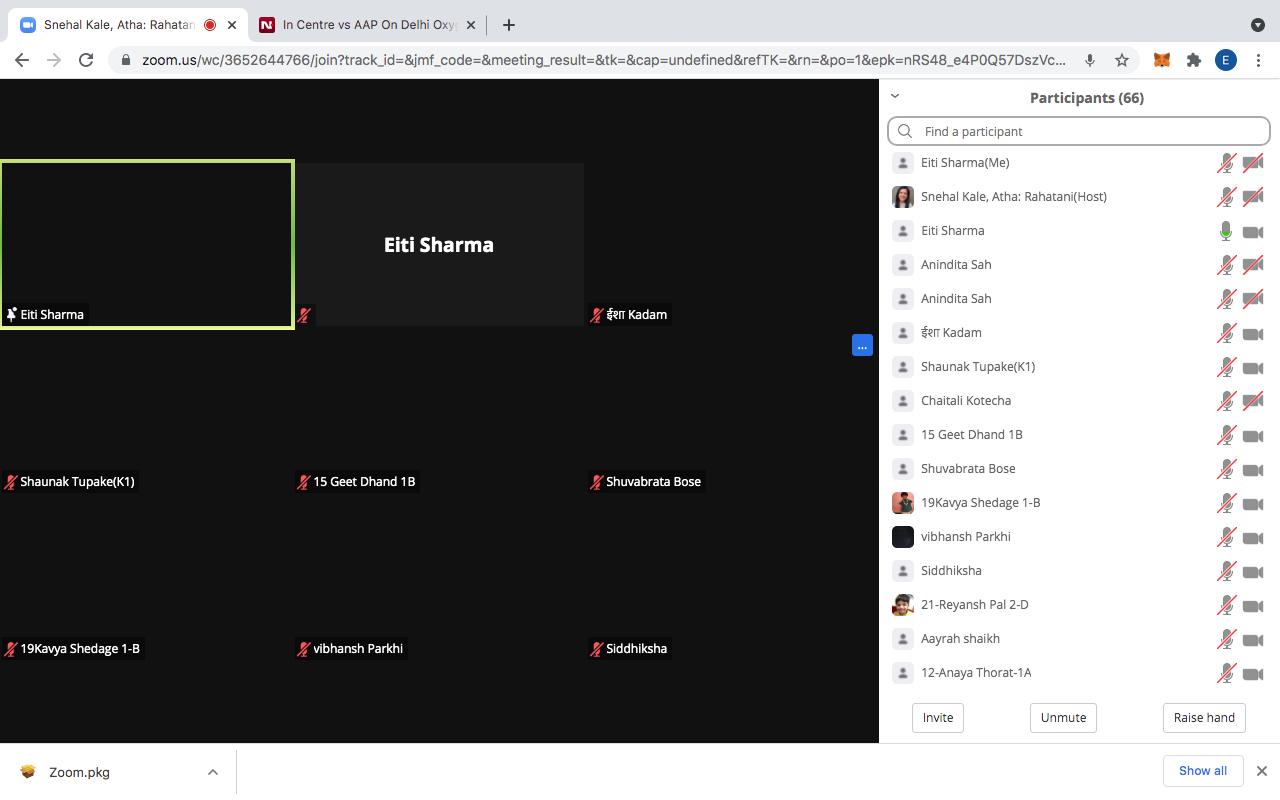 Snehal Kale, Atha: Rahatan
In Centre vs AAP On Delhi Oxy
zoom.us/wc/3652644766/join?track_id=&jmf_code=&meeting_result=&tk=&cap=undefined&refTK=&rn=&po=1&epk=nRS48_e4P0Q57DszVc...
E
Eiti Sharma
Eiti Sharma
ईशा Kadam
...
Shaunak Tupake(K1)
15 Geet Dhand 1B
Shuvabrata Bose
19Kavya Shedage 1-B
vibhansh Parkhi
Siddhiksha
Participants (66)
Find a participant
Eiti Sharma(Me)
Snehal Kale, Atha: Rahatani(Host)
Eiti Sharma
Anindita Sah
Anindita Sah
ईशा Kadam
Shaunak Tupake(K1)
Chaitali Kotecha
15 Geet Dhand 1B
Shuvabrata Bose
19Kavya Shedage 1-B
vibhansh Parkhi
Siddhiksha
21-Reyansh Pal 2-D
Aayrah shaikh
12-Anaya Thorat-1A
Invite
Unmute
Raise hand
Zoom.pkg
Show all